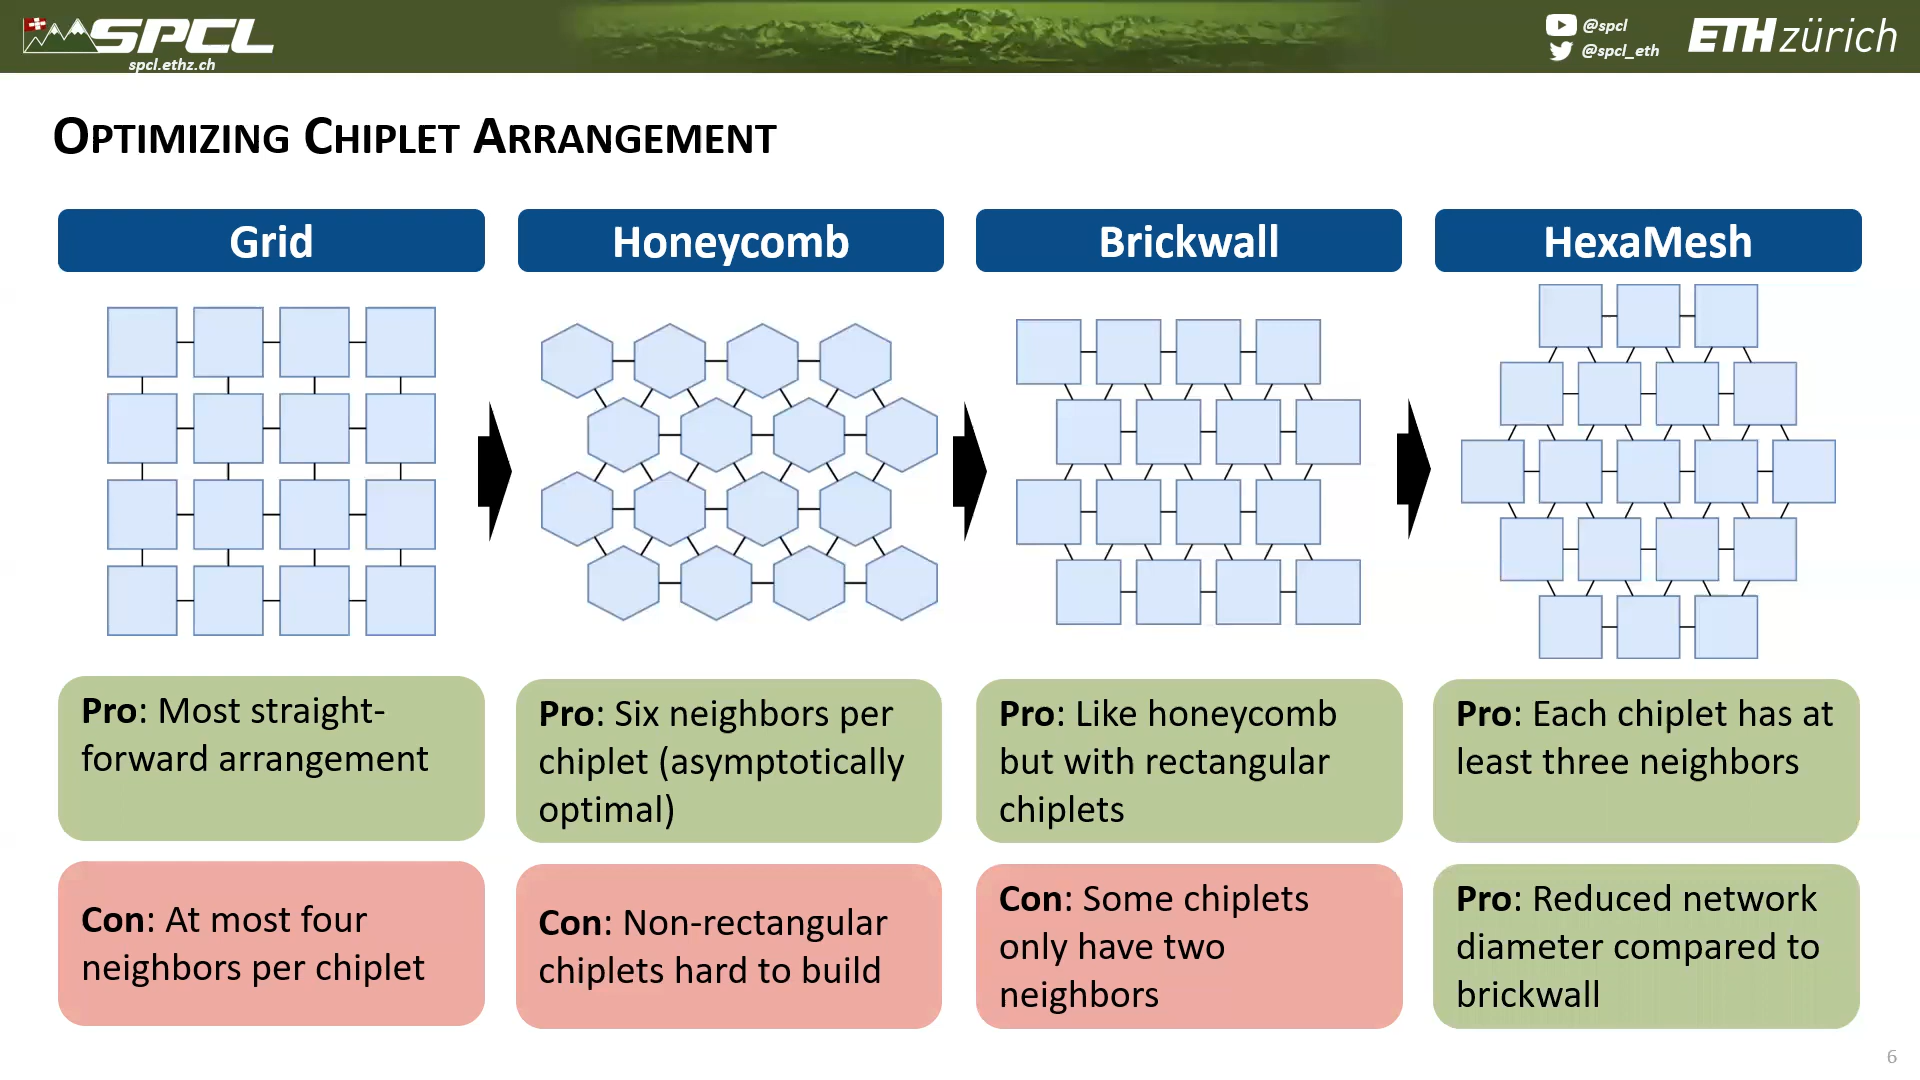 SPCL
spcl.ethz.ch
@spcl
@spcl_eth
ETH zürich
OPTIMIZING CHIPLET ARRANGEMENT
Grid
Honeycomb
Brickwall
HexaMesh
Pro: Most straight-
forward arrangement
Pro: Six neighbors per
chiplet (asymptotically
optimal)
Pro: Like honeycomb
but with rectangular
chiplets
Pro: Each chiplet has at
least three neighbors
Con: At most four
neighbors per chiplet
Con: Non-rectangular
chiplets hard to build
Con: Some chiplets
only have two
neighbors
Pro: Reduced network
diameter compared to
brickwall
6